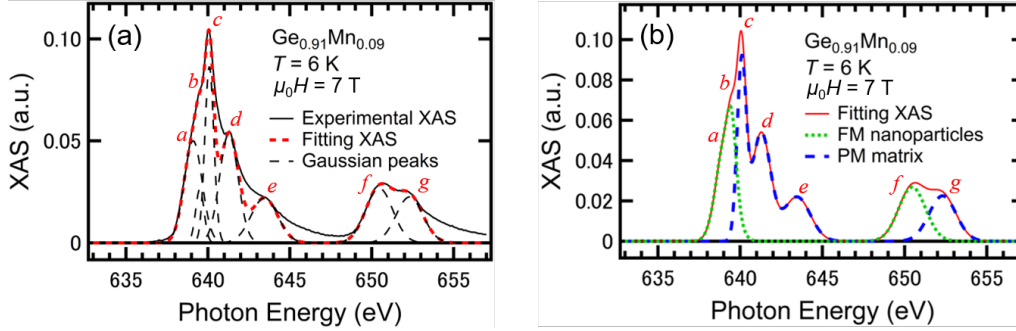 (a)
Ge0.91Mn0.09
T = 6 K
μ0H = 7 T
Experimental XAS
Fitting XAS
Gaussian peaks
a
b
c
d
e
f
g
XAS (a.u.)
0.10
0.05
0
635
640
645
650
655
Photon Energy (eV)
(b)
Ge0.91Mn0.09
T = 6 K
μ0H = 7 T
Fitting XAS
FM nanoparticles
PM matrix
a
b
c
d
e
f
g
XAS (a.u.)
0.10
0.08
0.06
0.04
0.02
0.00
635
640
645
650
655
Photon Energy (eV)